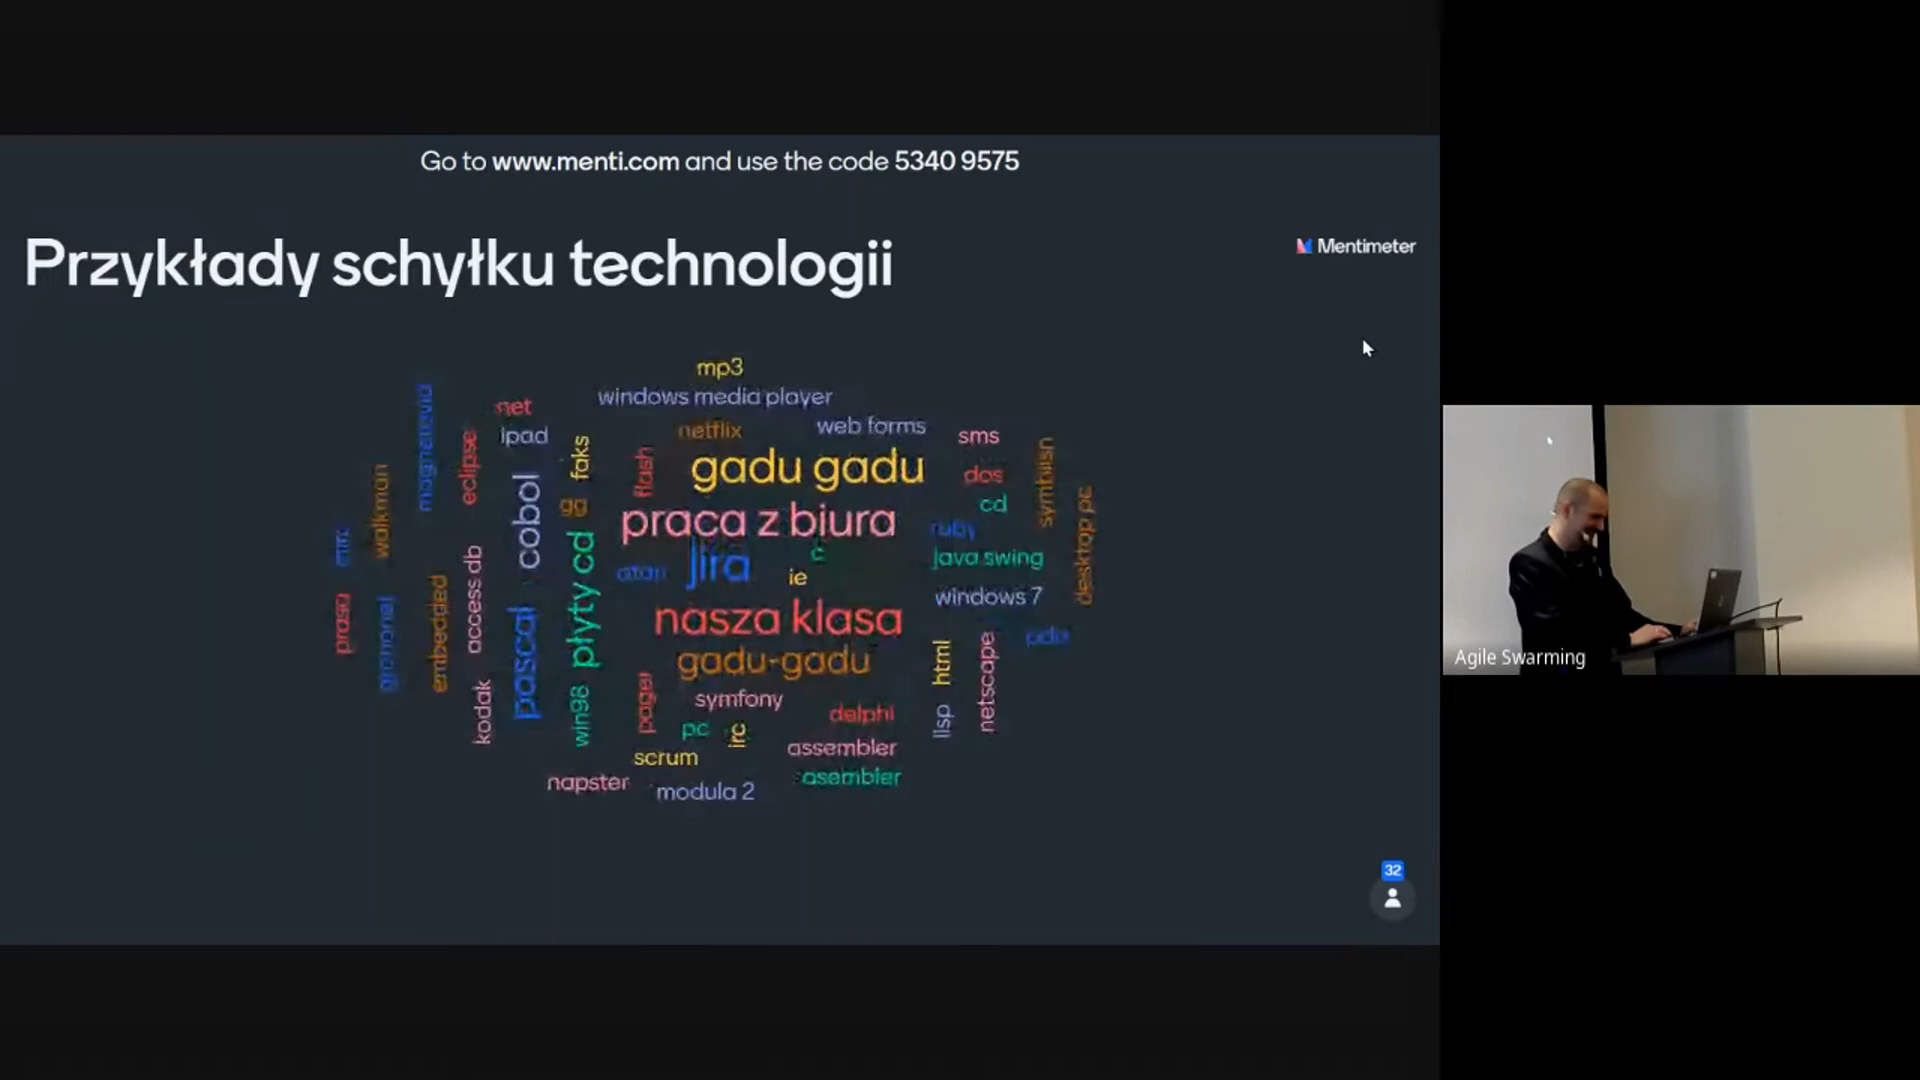 Go to www.menti.com and use the code 5340 9575
Przykłady schyłku technologii
Mentimeter
mp3
windows media player
net
netflix
web forms
ipad
sms
magnatevid
eclipse
faks
flash
gadu gadu
dos
symbiisn
walkman
cobol
gg
cd
desktop pc
praca z biura
ruby
płyty cd
atari
jira
ie
java swing
access db
windows 7
prasa
embedded
pascal
nasza klasa
pda
gadu-gadu
html
netscape
kodak
win98
pager
symfony
lisp
pc
irc
delphi
assembler
scrum
asembler
napster
modula 2
32
Agile Swarming